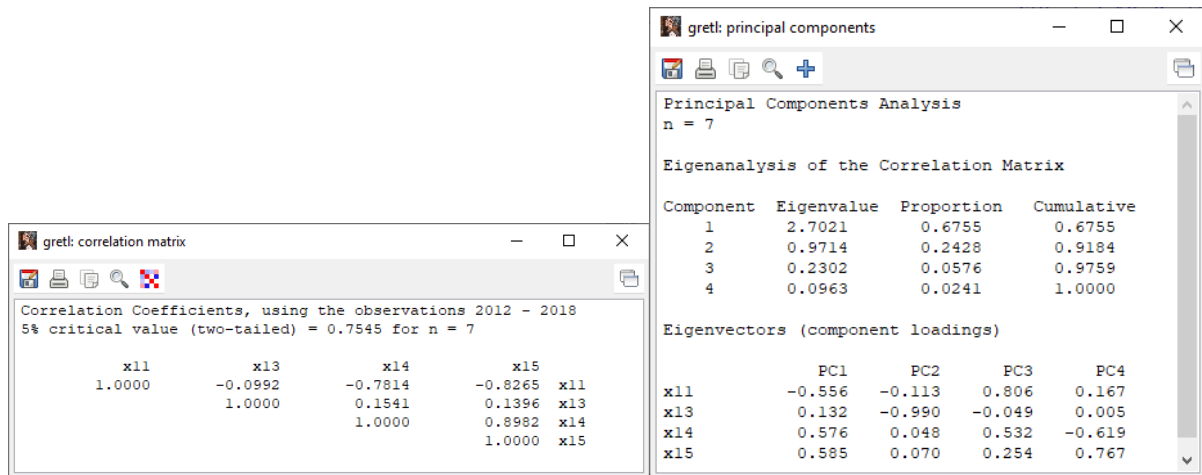 gretl: correlation matrix
Correlation Coefficients, using the observations 2012 - 2018
5% critical value (two-tailed) = 0.7545 for n = 7
x11 x13 x14 x15
1.0000 -0.0992 -0.7814 -0.8265 x11
1.0000 0.1541 0.1396 x13
1.0000 0.8982 x14
1.0000 x15
gretl: principal components
Principal Components Analysis
n = 7
Eigenanalysis of the Correlation Matrix
Component Eigenvalue Proportion Cumulative
1 2.7021 0.6755 0.6755
2 0.9714 0.2428 0.9184
3 0.2302 0.0576 0.9759
4 0.0963 0.0241 1.0000
Eigenvectors (component loadings)
PC1 PC2 PC3 PC4
x11 -0.556 -0.113 0.806 0.167
x13 0.132 -0.990 -0.049 0.005
x14 0.576 0.048 0.532 -0.619
x15 0.585 0.070 0.254 0.767